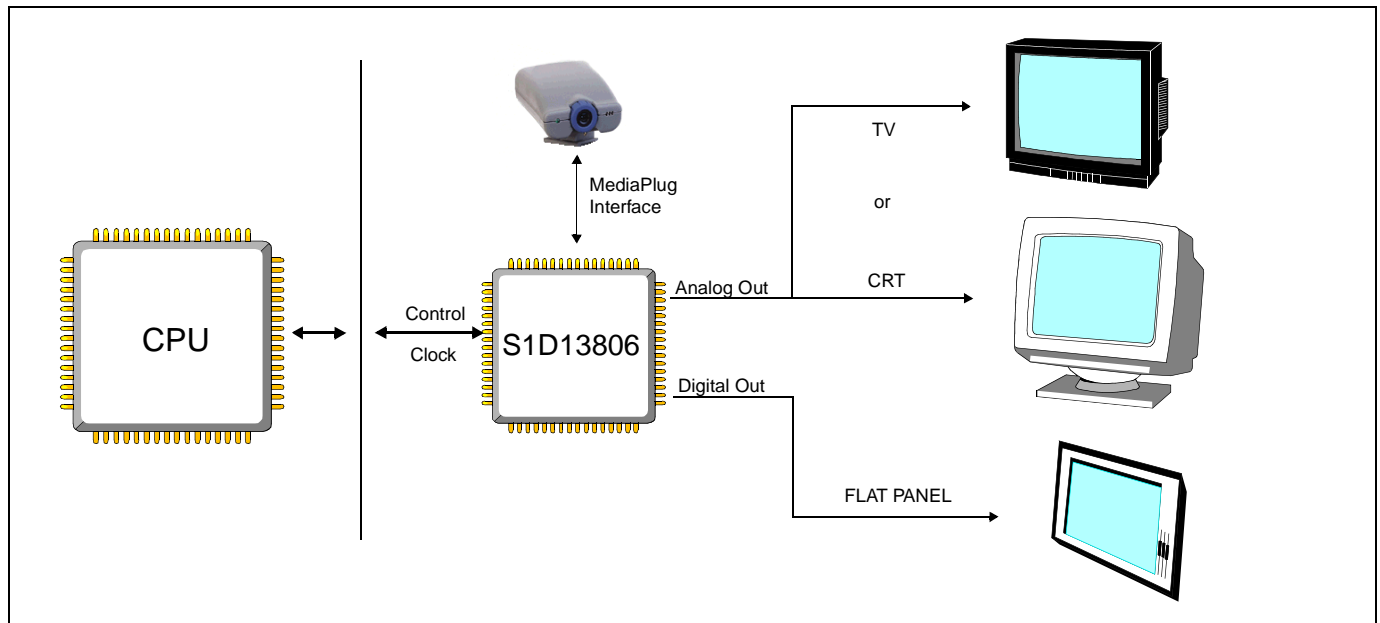 TV
MediaPlug
Interface
or
Analog Out
CRT
Control
CPU
S1D13806
Clock
Digital Out
FLAT PANEL